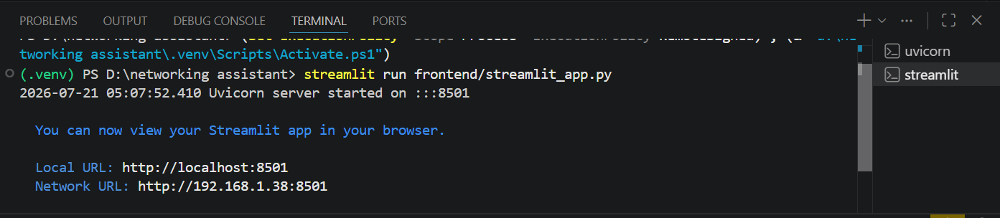 PROBLEMS OUTPUT DEBUG CONSOLE TERMINAL PORTS
tworking assistant\.venv\Scripts\Activate.ps1")
(.venv) PS D:\networking assistant> streamlit run frontend/streamlit_app.py
2026-07-21 05:07:52.410 Uvicorn server started on :::8501
You can now view your Streamlit app in your browser.
Local URL: http://localhost:8501
Network URL: http://192.168.1.38:8501
uvicorn
streamlit